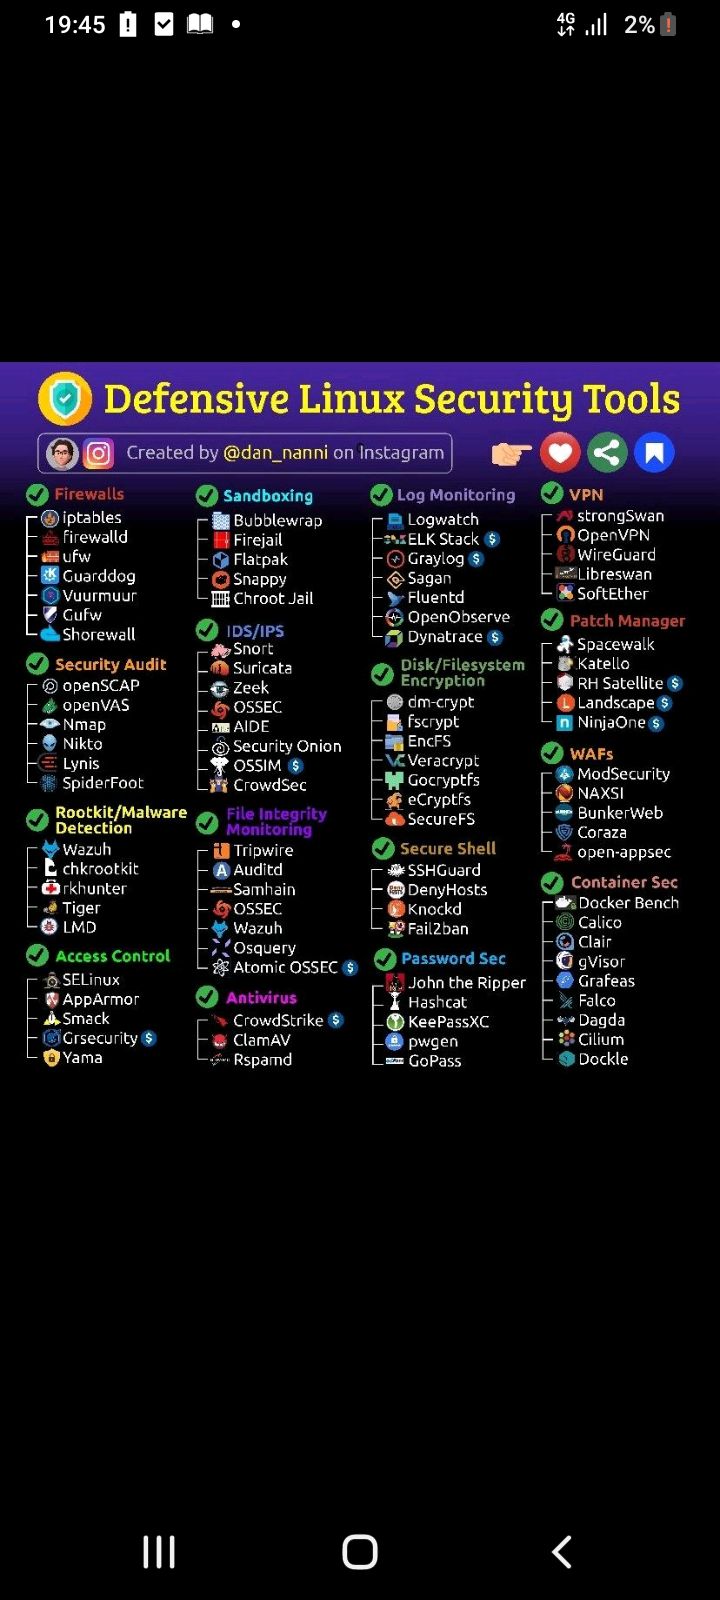 19:45
4G
2%
Defensive Linux Security Tools
Created by @dan_nanni on Instagram
Firewalls
iptables
firewalld
ufw
Guarddog
Vuurmuur
Gufw
Shorewall
Security Audit
openSCAP
openVAS
Nmap
Nikto
Lynis
SpiderFoot
Rootkit/Malware
Detection
Wazuh
chkrootkit
rkhunter
Tiger
LMD
Access Control
SELinux
AppArmor
Smack
Grsecurity $
Yama
Sandboxing
Bubblewrap
Firejail
Flatpak
Snappy
Chroot Jail
IDS/IPS
Snort
Suricata
Zeek
OSSEC
AIDE
Security Onion
OSSIM $
CrowdSec
File Integrity
Monitoring
Tripwire
Auditd
Samhain
OSSEC
Wazuh
Osquery
Atomic OSSEC $
Antivirus
CrowdStrike $
ClamAV
Rspamd
Log Monitoring
Logwatch
ELK Stack $
Graylog $
Sagan
Fluentd
OpenObserve
Dynatrace $
Disk/Filesystem
Encryption
dm-crypt
fscrypt
EncFS
Veracrypt
Gocryptfs
eCryptfs
SecureFS
Secure Shell
SSHGuard
DenyHosts
Knockd
Fail2ban
Password Sec
John the Ripper
Hashcat
KeePassXC
pwgen
GoPass
VPN
strongSwan
OpenVPN
WireGuard
Libreswan
SoftEther
Patch Manager
Spacewalk
Katello
RH Satellite $
Landscape $
NinjaOne $
WAFs
ModSecurity
NAXSI
BunkerWeb
Coraza
open-appsec
Container Sec
Docker Bench
Calico
Clair
gVisor
Grafeas
Falco
Dagda
Cilium
Dockle